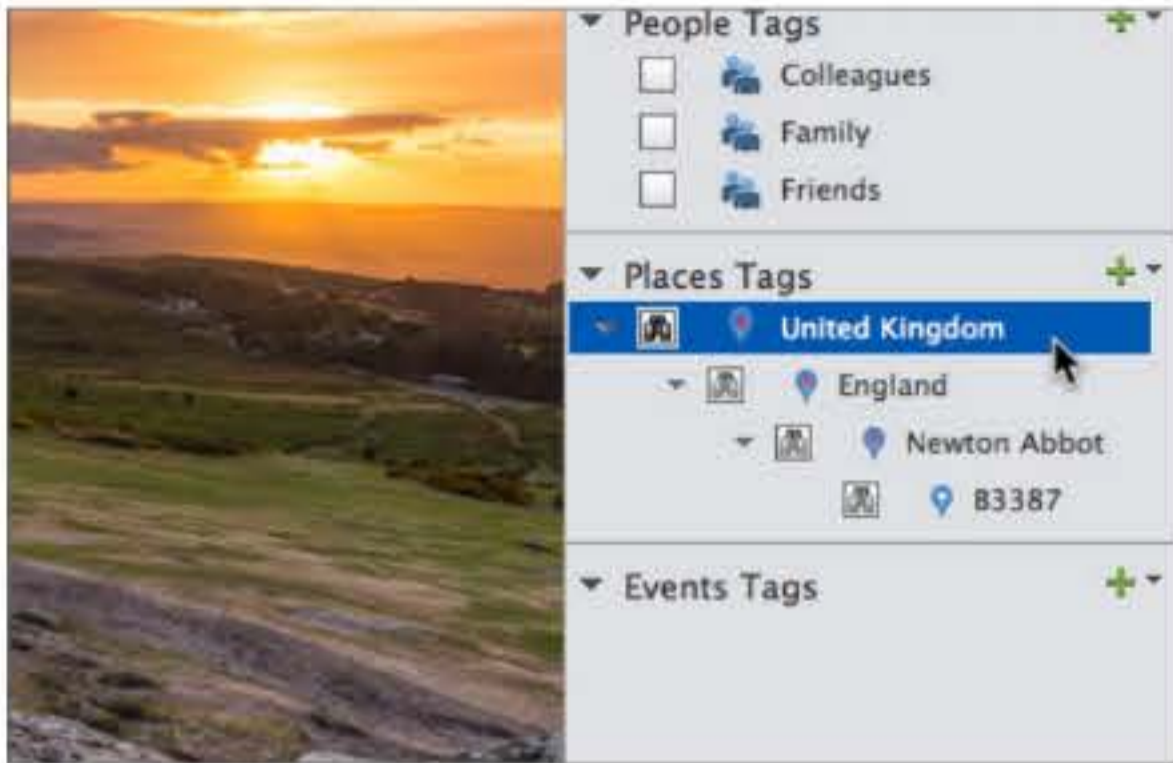 People Tags
Colleagues
Family
Friends
Places Tags
United Kingdom
England
Newton Abbot
B3387
Events Tags